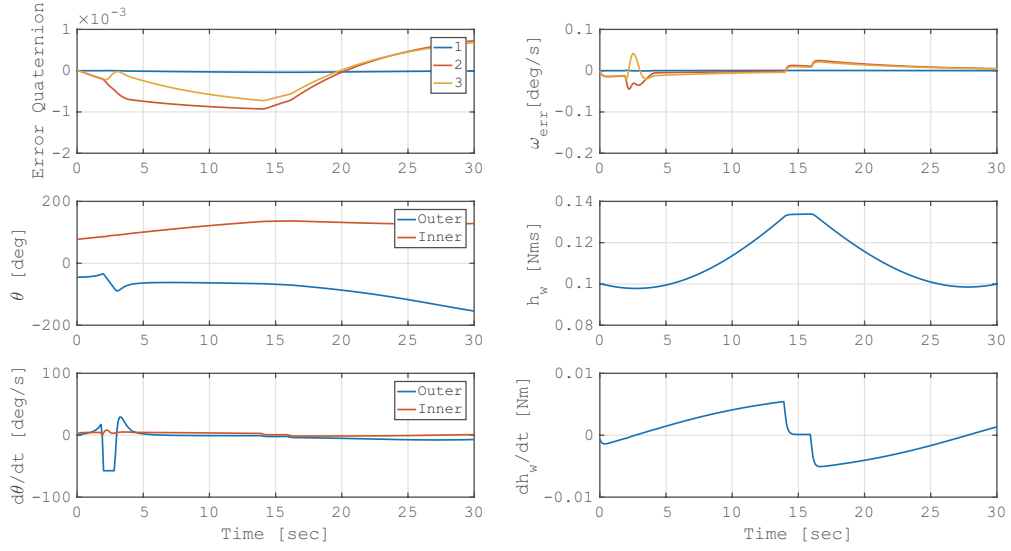 ×10⁻³
1
0
-1
-2
0 5 10 15 20 25 30
Error Quaternion
1
2
3
0.1
0
-0.1
-0.2
0 5 10 15 20 25 30
ω_err[deg/s]
200
0
-200
0 5 10 15 20 25 30
θ [deg]
Outer
Inner
0.14
0.12
0.1
0.08
0 5 10 15 20 25 30
h_w [Nms]
100
0
-100
0 5 10 15 20 25 30
dθ/dt [deg/s]
Time [sec]
Outer
Inner
0.01
0
-0.01
0 5 10 15 20 25 30
dh_w/dt [Nm]
Time [sec]